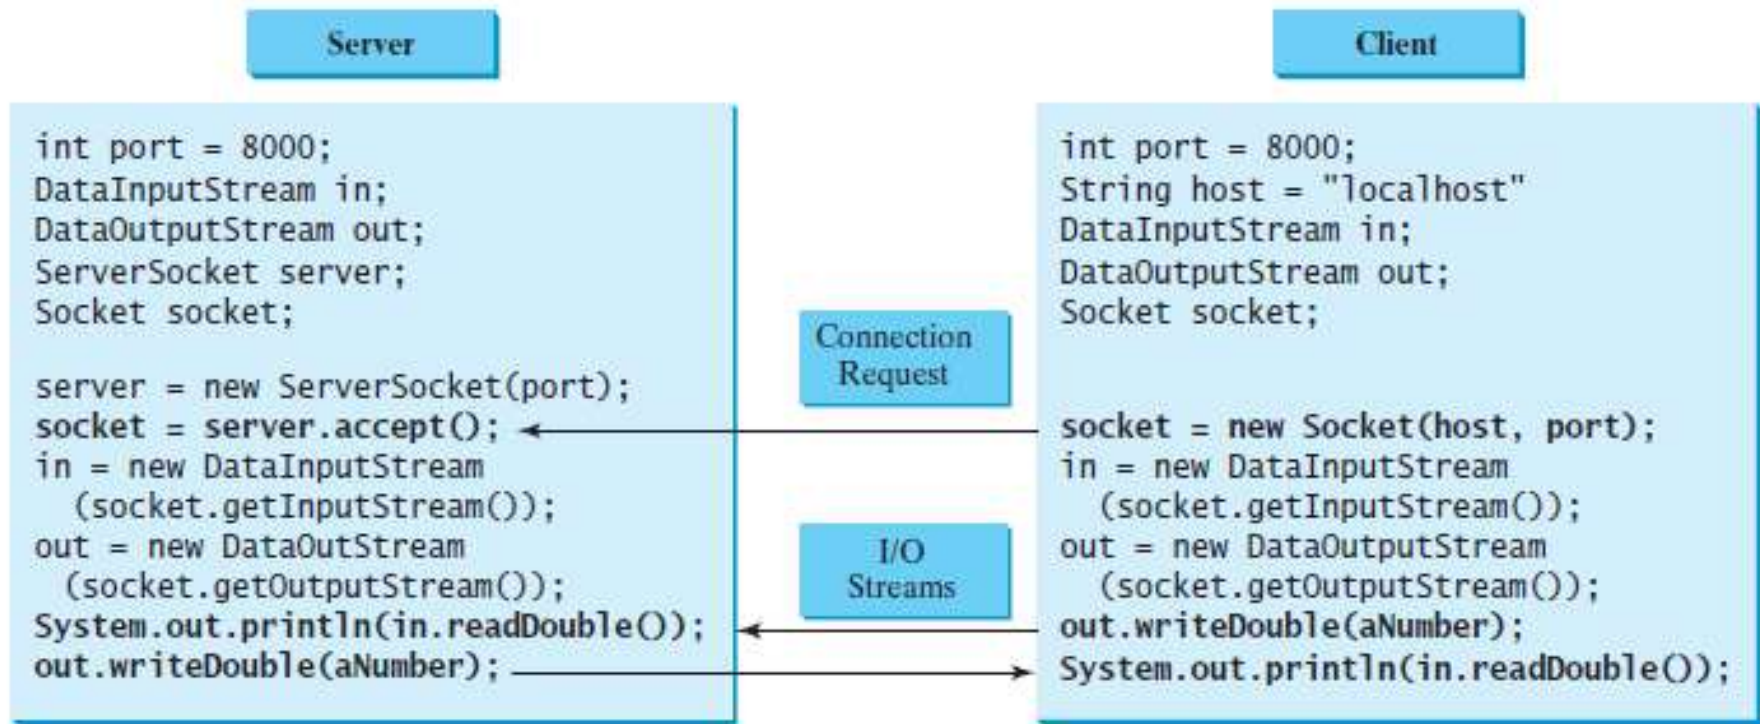 Server
int port = 8000;
DataInputStream in;
DataOutputStream out;
ServerSocket server;
Socket socket;
server = new ServerSocket(port);
socket = server.accept();
in = new DataInputStream
(socket.getInputStream());
out = new DataOutStream
(socket.getOutputStream());
System.out.println(in.readDouble());
out.writeDouble(aNumber);
Connection
Request
I/O
Streams
Client
int port = 8000;
String host = "localhost"
DataInputStream in;
DataOutputStream out;
Socket socket;
socket = new Socket(host, port);
in = new DataInputStream
(socket.getInputStream());
out = new DataOutputStream
(socket.getOutputStream());
out.writeDouble(aNumber);
System.out.println(in.readDouble());